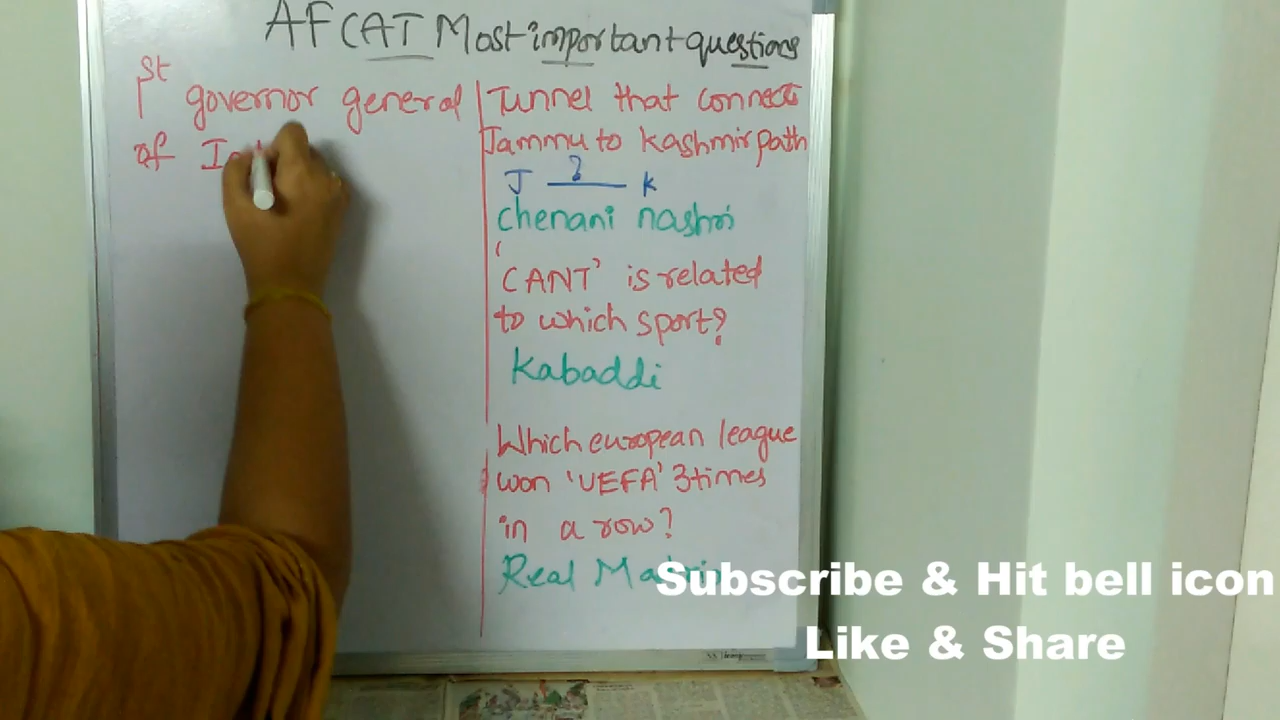 AFCAT Most important questions
1st governor general
of
Tunnel that connects
Jammu to Kashmir path
J ? K
chenani nashri
'CANT' is related
to which sport?
Kabaddi
Which european league
won 'UEFA' 3times
in a row?
Real
Subscribe & Hit bell icon
Like & Share